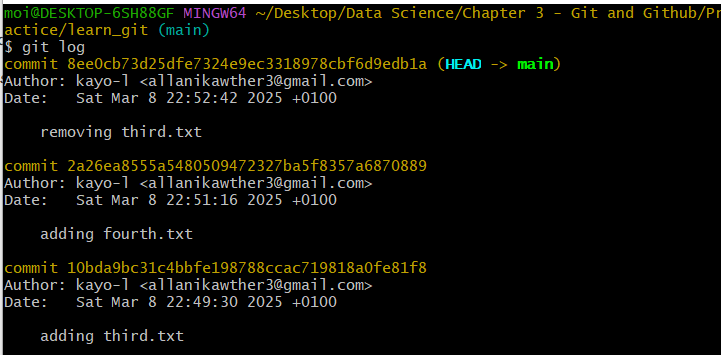 moi@DESKTOP-6SH88GF MINGW64 ~/Desktop/Data Science/Chapter 3 - Git and Github/Pr
actice/learn_git (main)
$ git log
commit 8ee0cb73d25dfe7324e9ec3318978cbf6d9edb1a (HEAD -> main)
Author: kayo-l <allanikawther3@gmail.com>
Date:   Sat Mar 8 22:52:42 2025 +0100

    removing third.txt

commit 2a26ea8555a5480509472327ba5f8357a6870889
Author: kayo-l <allanikawther3@gmail.com>
Date:   Sat Mar 8 22:51:16 2025 +0100

    adding fourth.txt

commit 10bda9bc31c4bbfe198788ccac719818a0fe81f8
Author: kayo-l <allanikawther3@gmail.com>
Date:   Sat Mar 8 22:49:30 2025 +0100

    adding third.txt